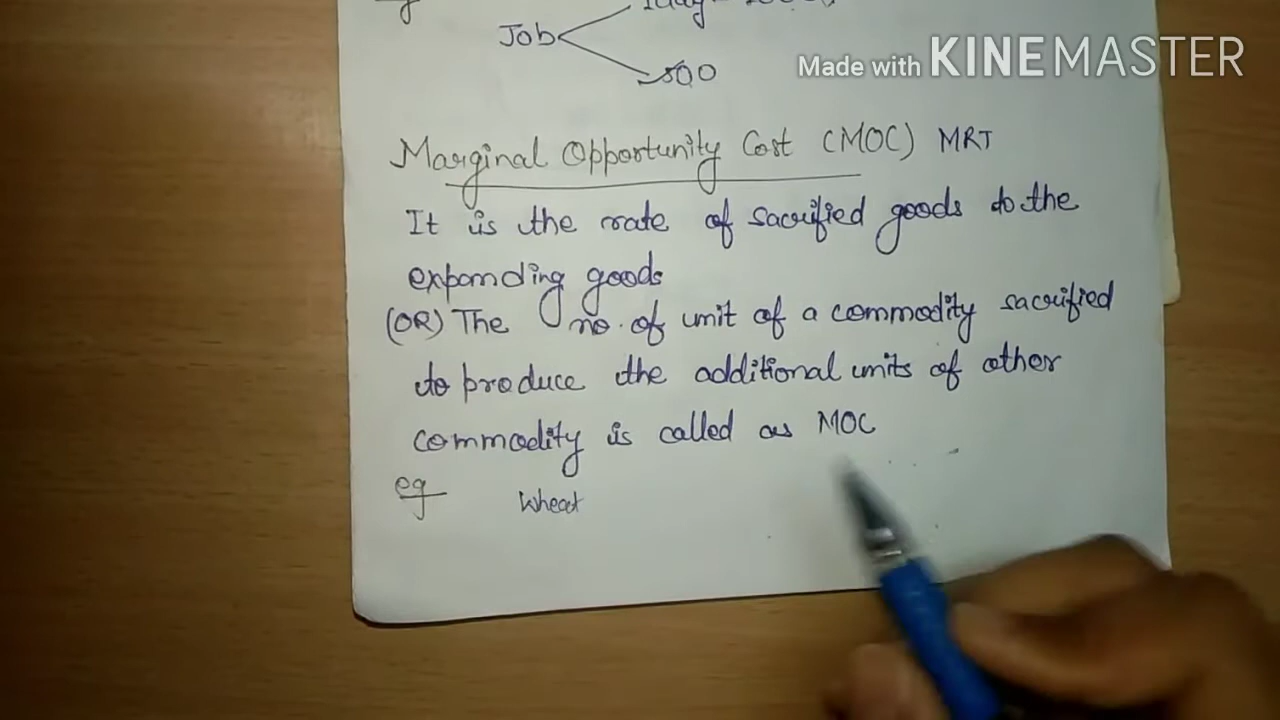 Job
500
Made with KINEMASTER
Marginal Opportunity Cost (MOC) MRT
It is the rate of sacrified goods to the
expanding goods
(OR) The no. of unit of a commodity sacrified
to produce the additional units of other
commodity is called as MOC
eg wheat